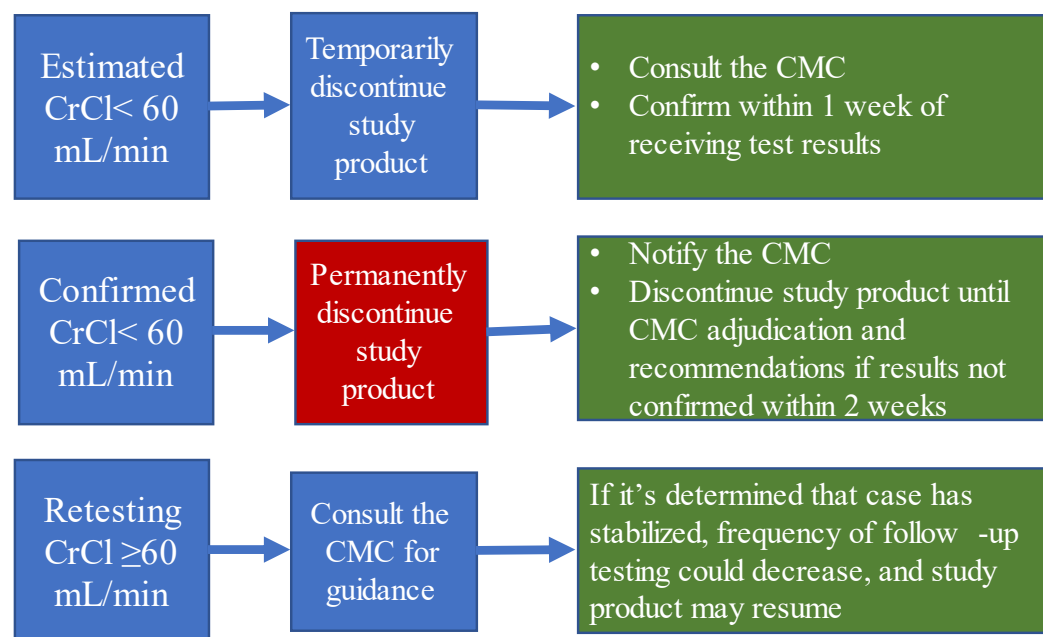 Estimated
CrCl< 60
mL/min
Temporarily
discontinue
study
product
• Consult the CMC
• Confirm within 1 week of
receiving test results
Confirmed
CrCl< 60
mL/min
Permanently
discontinue
study
product
• Notify the CMC
• Discontinue study product until
CMC adjudication and
recommendations if results not
confirmed within 2 weeks
Retesting
CrCl ≥60
mL/min
Consult the
CMC for
guidance
If it’s determined that case has
stabilized, frequency of follow -up
testing could decrease, and study
product may resume